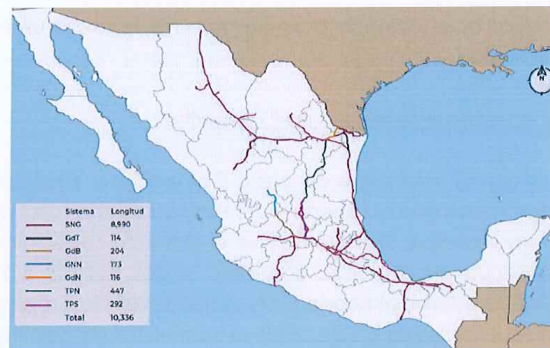 N
Sistema Longitud
SNG 8,990
GdT 114
GdB 204
GNN 173
GdN 116
TPN 447
TPS 292
Total 10,336